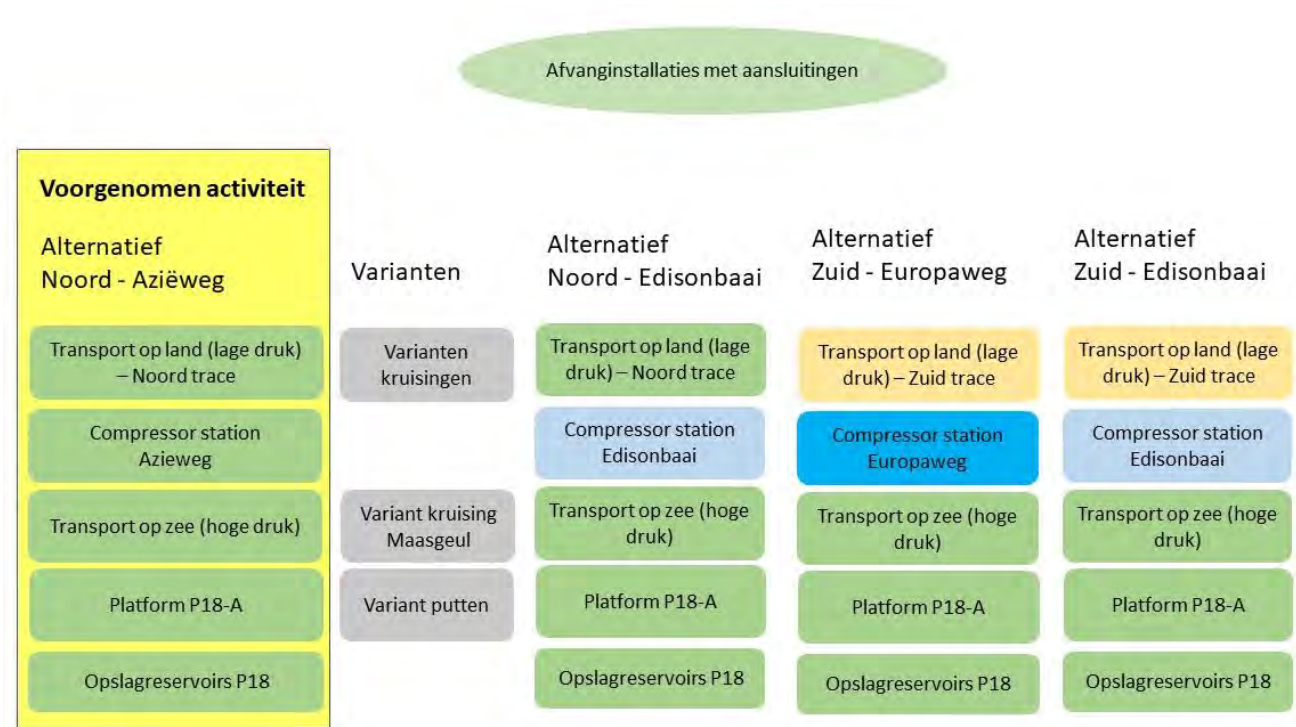 Afvanginstallaties met aansluitingen
Voorgenomen activiteit
Alternatief
Noord - Aziëweg
Transport op land (lage druk)
– Noord trace
Compressor station
Azieweg
Transport op zee (hoge druk)
Platform P18-A
Opslagreservoirs P18
Varianten
Varianten
kruisingen
Variant kruising
Maasgeul
Variant putten
Alternatief
Noord - Edisonbaai
Transport op land (lage
druk) – Noord trace
Compressor station
Edisonbaai
Transport op zee (hoge
druk)
Platform P18-A
Opslagreservoirs P18
Alternatief
Zuid - Europaweg
Transport op land (lage
druk) – Zuid trace
Compressor station
Europaweg
Transport op zee (hoge
druk)
Platform P18-A
Opslagreservoirs P18
Alternatief
Zuid - Edisonbaai
Transport op land (lage
druk) – Zuid trace
Compressor station
Edisonbaai
Transport op zee (hoge
druk)
Platform P18-A
Opslagreservoirs P18